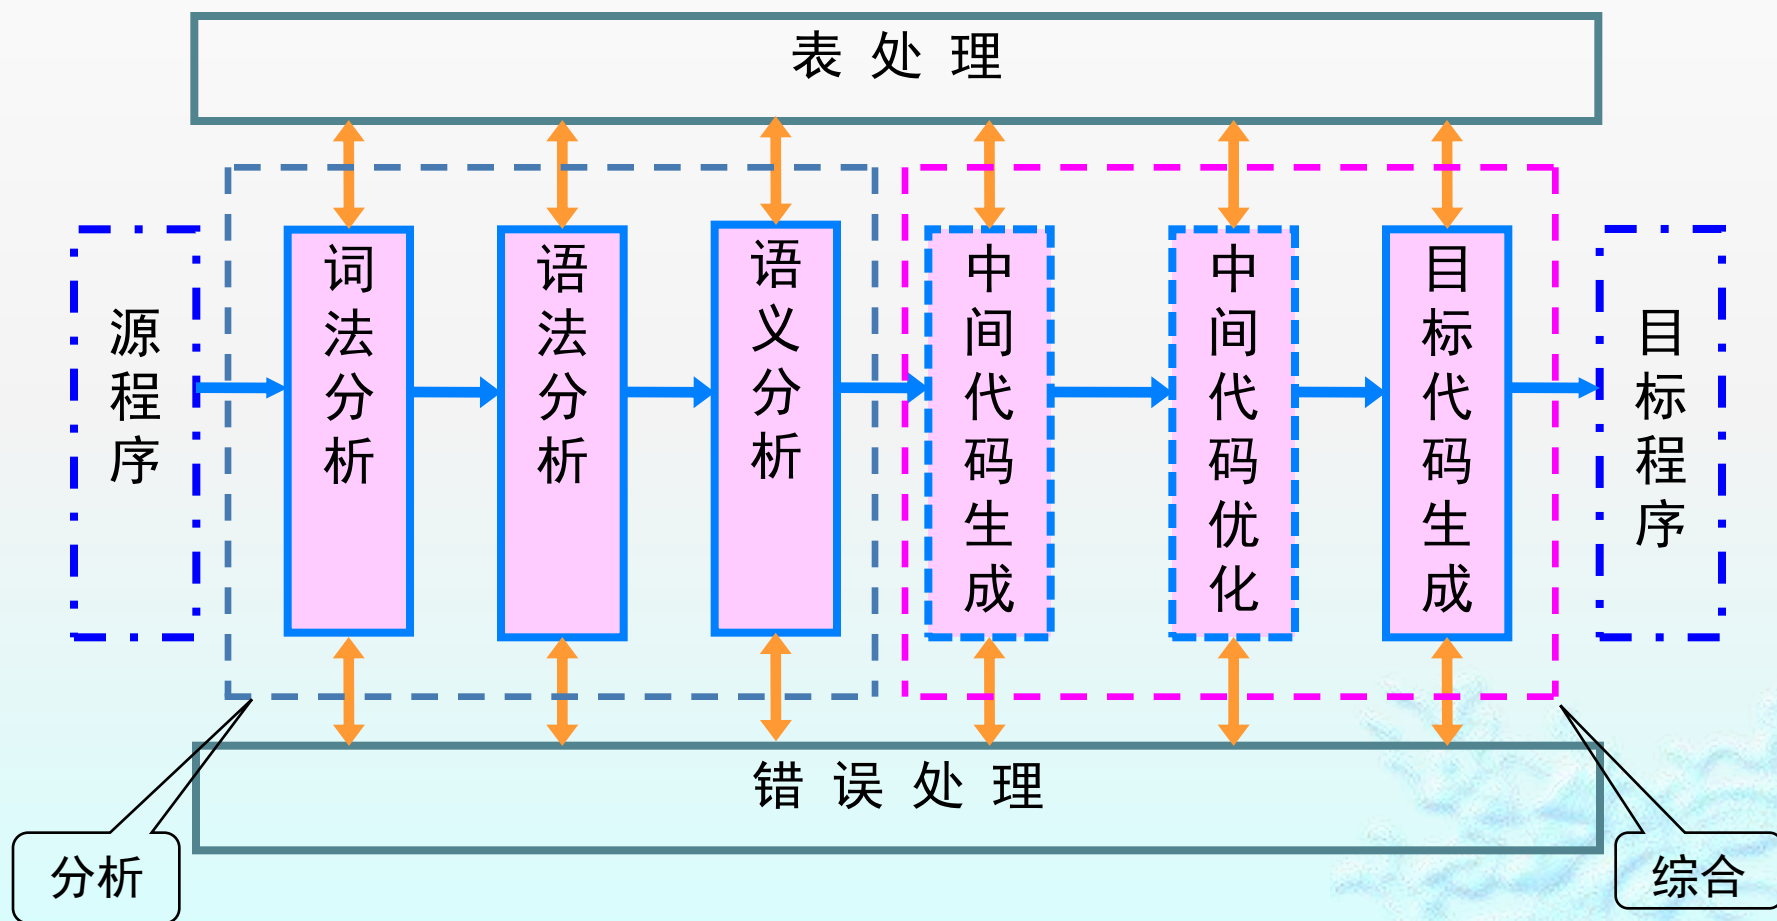 表 处 理
源程序
词法分析
语法分析
语义分析
中间代码生成
中间代码优化
目标代码生成
目标程序
错 误 处 理
分析
综合